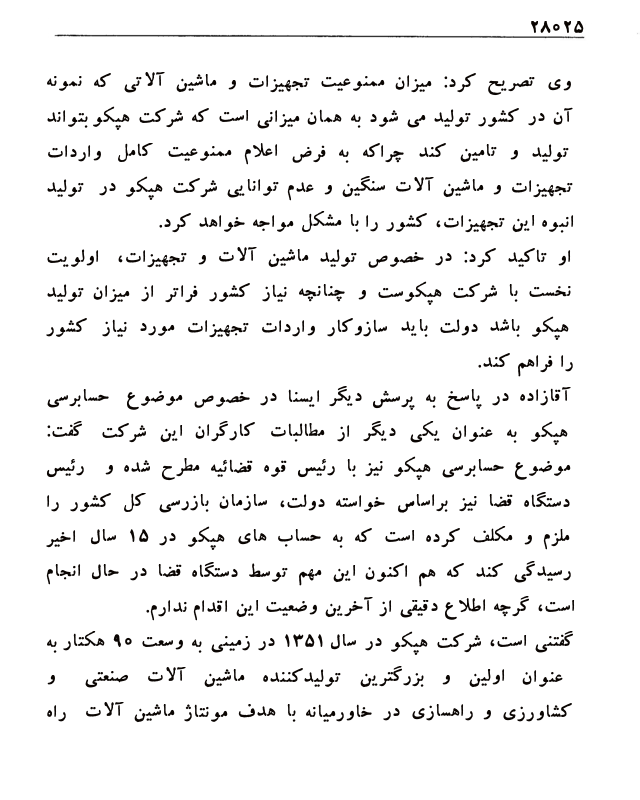 ۲۸۰۲۵
وی تصریح کرد: میزان ممنوعیت تجهیزات و ماشین آلاتی که نمونه
آن در کشور تولید می شود به همان میزانی است که شرکت هپکو بتواند
تولید و تامین کند چراکه به فرض اعلام ممنوعیت کامل واردات
تجهیزات و ماشین آلات سنگین و عدم توانایی شرکت هپکو در تولید
انبوه این تجهیزات، کشور را با مشکل مواجه خواهد کرد.
او تاکید کرد: در خصوص تولید ماشین آلات و تجهیزات، اولویت
نخست با شرکت هپکوست و چنانچه نیاز کشور فراتر از میزان تولید
هپکو باشد دولت باید سازوکار واردات تجهیزات مورد نیاز کشور
را فراهم کند.
آقازاده در پاسخ به پرسش دیگر ایسنا در خصوص موضوع حسابرسی
هپکو به عنوان یکی دیگر از مطالبات کارگران این شرکت گفت:
موضوع حسابرسی هپکو نیز با رئیس قوه قضائیه مطرح شده و رئیس
دستگاه قضا نیز براساس خواسته دولت، سازمان بازرسی کل کشور را
ملزم و مکلف کرده است که به حساب های هپکو در ۱۵ سال اخیر
رسیدگی کند که هم اکنون این مهم توسط دستگاه قضا در حال انجام
است، گرچه اطلاع دقیقی از آخرین وضعیت این اقدام ندارم.
گفتنی است، شرکت هپکو در سال ۱۳۵۱ در زمینی به وسعت ۹۰ هکتار به
عنوان اولین و بزرگترین تولیدکننده ماشین آلات صنعتی و
کشاورزی و راهسازی در خاورمیانه با هدف مونتاژ ماشین آلات راه